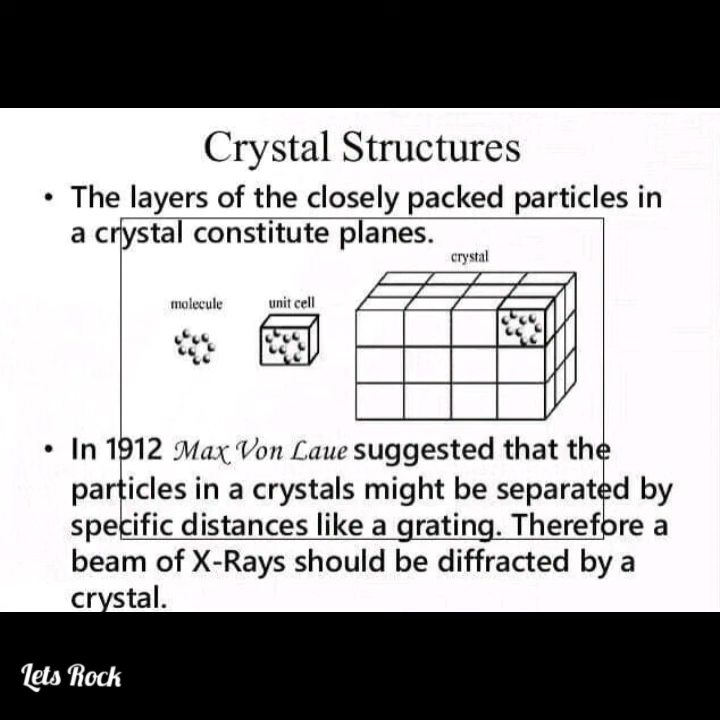 Crystal Structures
• The layers of the closely packed particles in
a crystal constitute planes.
crystal
molecule
unit cell
• In 1912 Max Von Laue suggested that the
particles in a crystals might be separated by
specific distances like a grating. Therefore a
beam of X-Rays should be diffracted by a
crystal.
Lets Rock